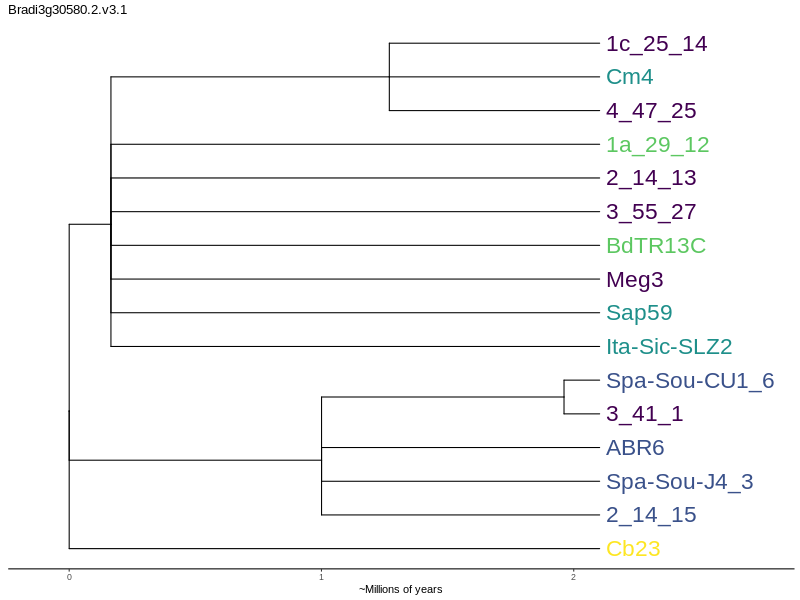 Bradi3g30580.2.v3.1
1c_25_14
Cm4
4_47_25
1a_29_12
2_14_13
3_55_27
BdTR13C
Meg3
Sap59
Ita-Sic-SLZ2
Spa-Sou-CU1_6
3_41_1
ABR6
Spa-Sou-J4_3
2_14_15
Cb23
0 1 2
~Millions of years